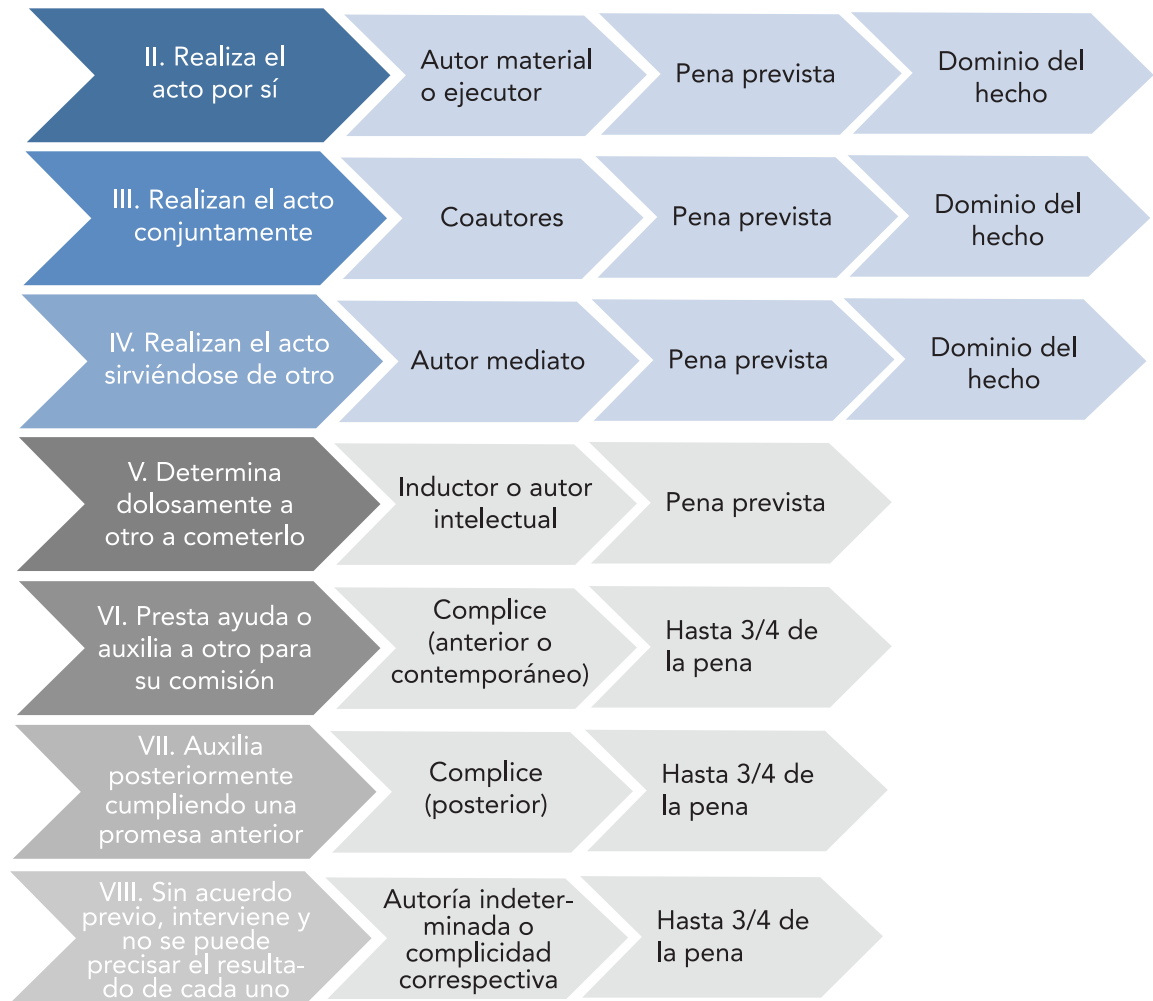 II. Realiza el
acto por sí
Autor material
o ejecutor
Pena prevista
Dominio del
hecho
III. Realizan el acto
conjuntamente
Coautores
Pena prevista
Dominio del
hecho
IV. Realizan el acto
sirviéndose de otro
Autor mediato
Pena prevista
Dominio del
hecho
V. Determina
dolosamente a
otro a cometerlo
Inductor o autor
intelectual
Pena prevista
VI. Presta ayuda o
auxilia a otro para
su comisión
Complice
(anterior o
contemporáneo)
Hasta 3/4 de
la pena
VII. Auxilia
posteriormente
cumpliendo una
promesa anterior
Complice
(posterior)
Hasta 3/4 de
la pena
VIII. Sin acuerdo
previo, interviene y
no se puede
precisar el resulta-
do de cada uno
Autoría indeter-
minada o
complicidad
correspectiva
Hasta 3/4 de
la pena